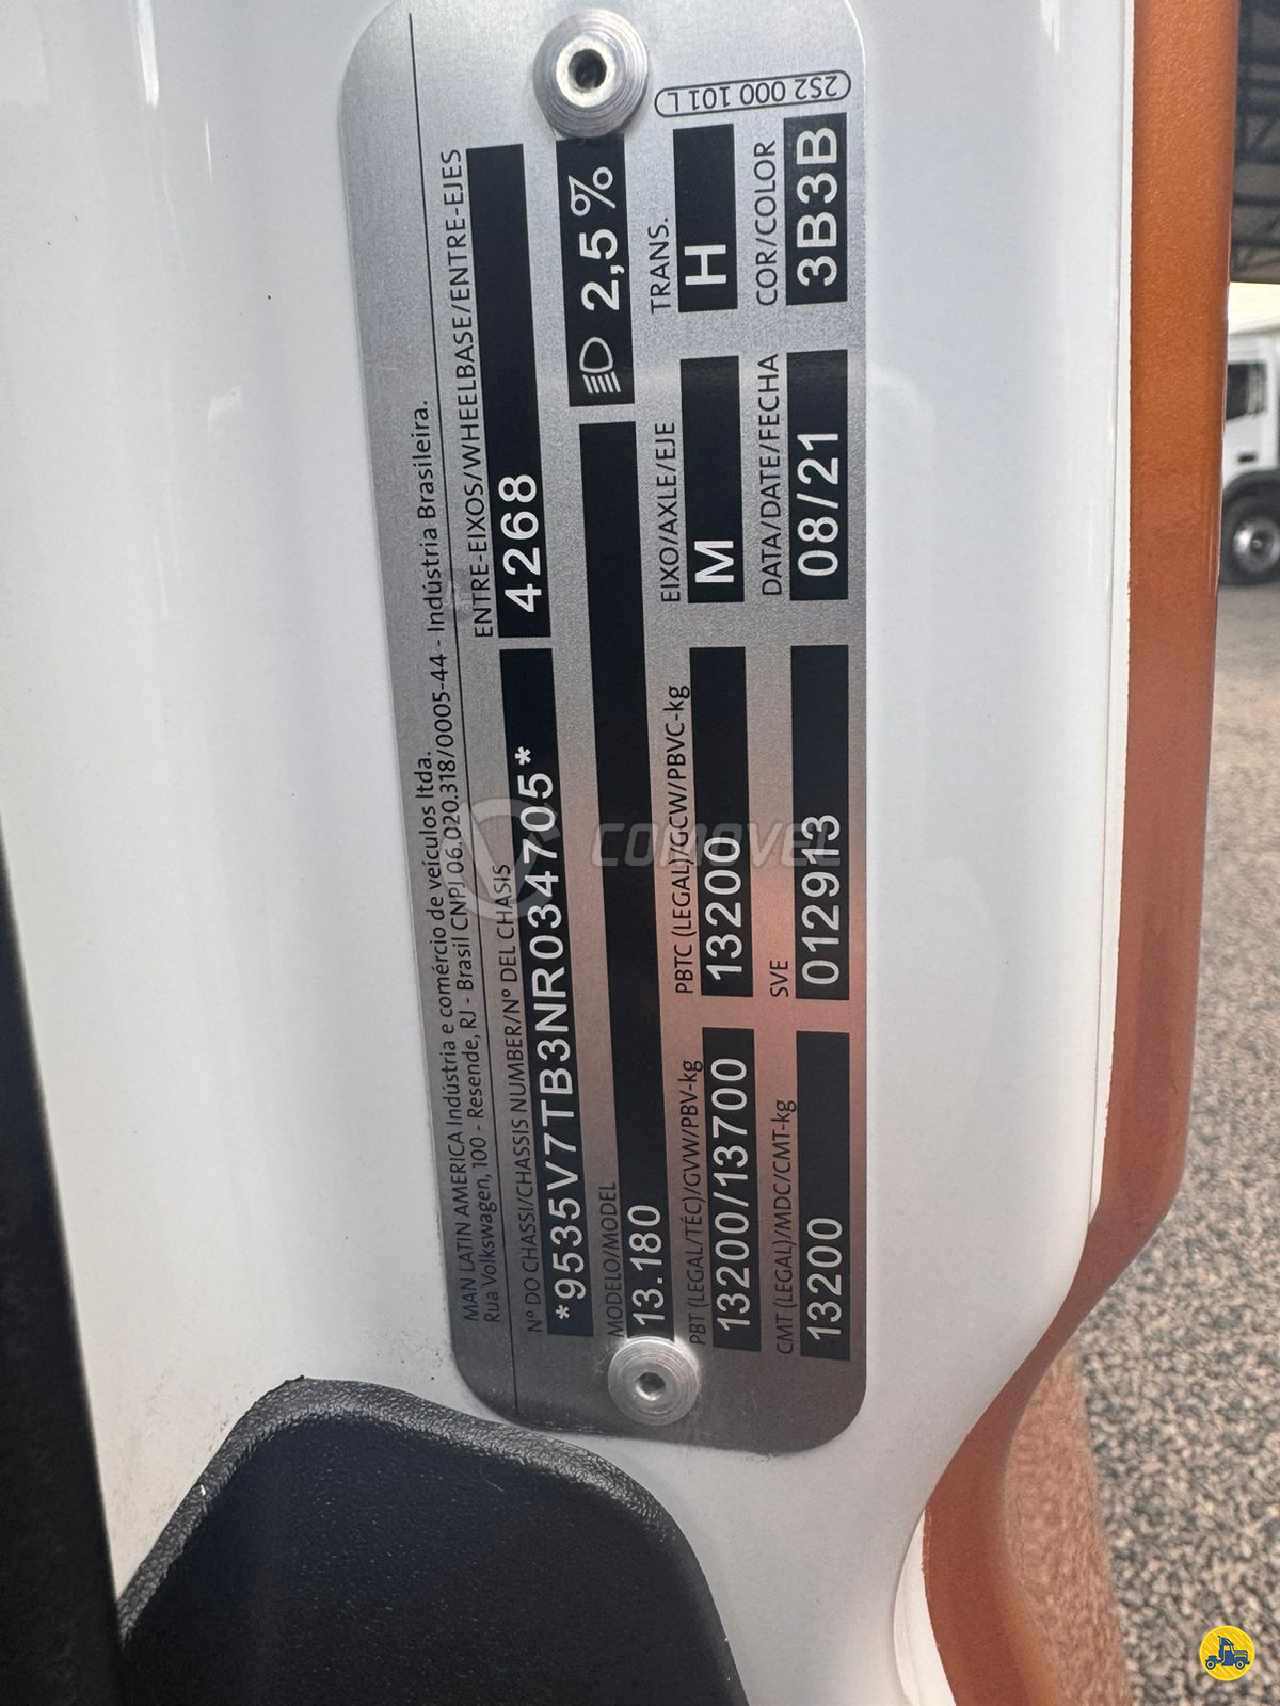 MAN LATIN AMERICA Indústria e comércio de veículos ltda.
Rua Volkswagen, 100 - Resende, RJ - Brasil CNPJ 06.020.318/0005-44 - Indústria Brasileira.
Nº DO CHASSI/CHASSIS NUMBER/Nº DEL CHASIS ENTRE-EIXOS/WHEELBASE/ENTRE-EJES
*9535V7TB3NR034705* 4268
MODELO/MODEL
13.180 2,5%
PBT (LEGAL/TÉC)/GVW/PBV-kg PBTC (LEGAL)/GCW/PBVC-kg EIXO/AXLE/EJE TRANS.
13200/13700 13200 M H
CMT (LEGAL)/MDC/CMT-kg SVE DATA/DATE/FECHA COR/COLOR
13200 012913 08/21 3B3B
2S2 000 101 L
COMOVEL